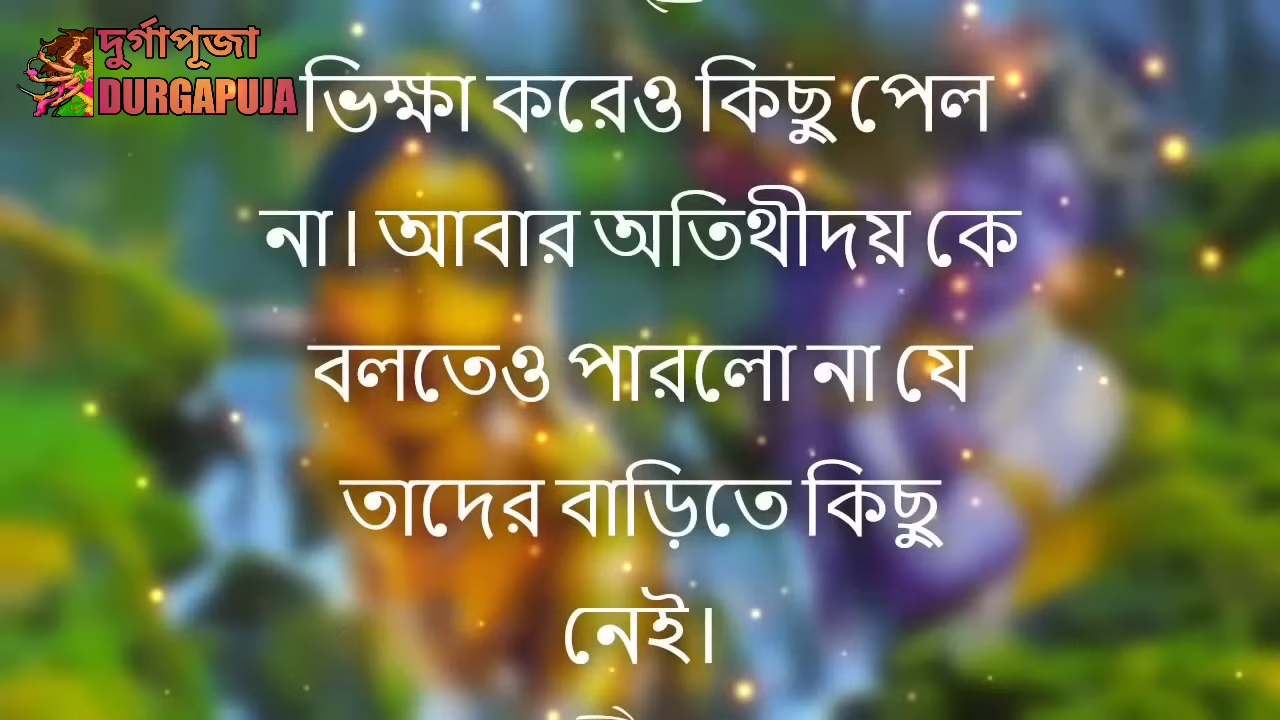 দুর্গাপূজা
DURGAPUJA
ভিক্ষা করেও কিছু পেল
না। আবার অতিথীদয় কে
বলতেও পারলো না যে
তাদের বাড়িতে কিছু
নেই।